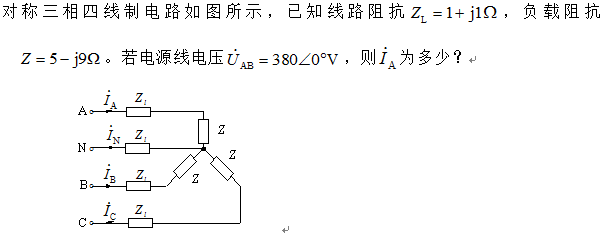 对称三相四线制电路如图所示，已知线路阻抗 Z_L = 1 + j1Ω，负载阻抗
Z = 5 − j9Ω。若电源线电压 U̇_AB = 380∠0°V，则 İ_A 为多少？↵
A İ_A Z_l
Z
N İ_N Z_l
Z
B İ_B Z_l Z
C İ_C Z_l
↵